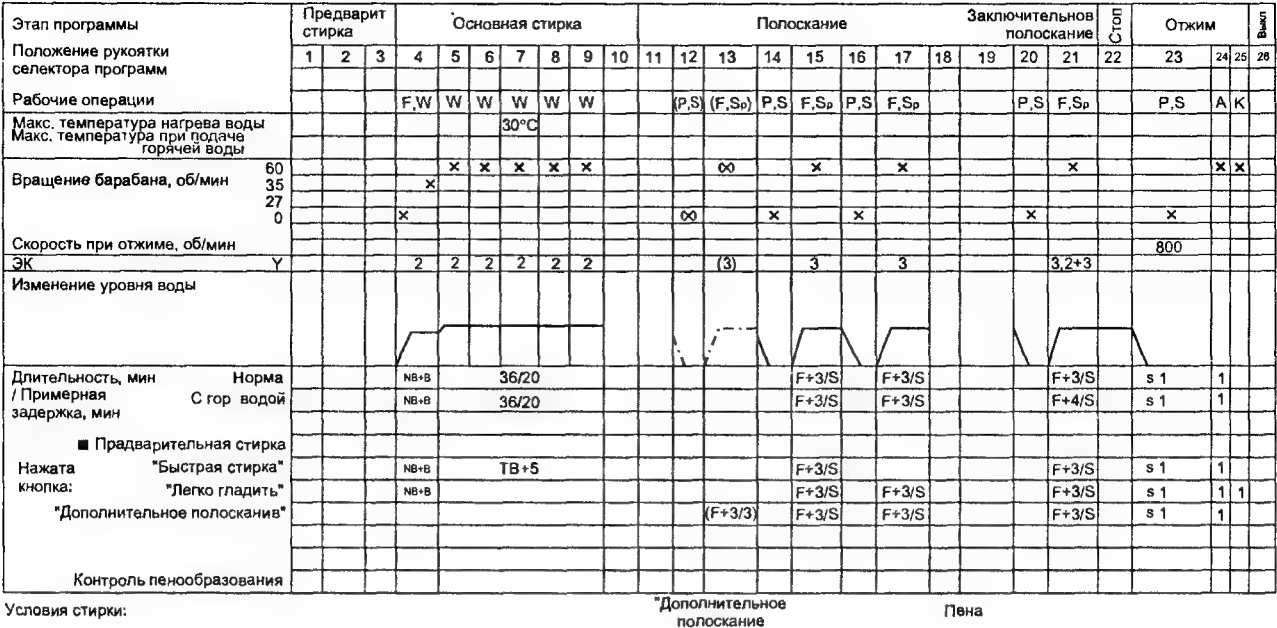 Этап программы Предварит стирка Основная стирка Полоскание Заключительное полоскание Стоп Отжим Выкл
Положение рукоятки селектора программ 1 2 3 4 5 6 7 8 9 10 11 12 13 14 15 16 17 18 19 20 21 22 23 24 25 26
Рабочие операции F,W W W W W W (P,S) (F,Sp) P,S F,Sp P,S F,Sp P,S F,Sp P,S A K
Макс. температура нагрева воды 30°C
Макс. температура при подаче
горячей воды
Вращение барабана, об/мин 60 × × × × × ∞ × × × × ×
35 ×
27
0 × ∞ × × × ×
Скорость при отжиме, об/мин 800
ЭК Y 2 2 2 2 2 2 (3) 3 3 3,2+3
Изменение уровня воды
Длительность, мин Норма NB+B 36/20 F+3/S F+3/S F+3/S s 1 1
/ Примерная С гор водой NB+B 36/20 F+3/S F+3/S F+4/S s 1 1
задержка, мин
■ Прадварительная стирка
Нажата "Быстрая стирка" NB+B TB+5 F+3/S F+3/S s 1 1
кнопка: "Легко гладить" NB+B F+3/S F+3/S F+3/S s 1 1 1
"Дополнительное полосканив" (F+3/3) F+3/S F+3/S F+3/S s 1 1
Контроль пенообразования
Условия стирки: "Дополнительное полоскание Пена